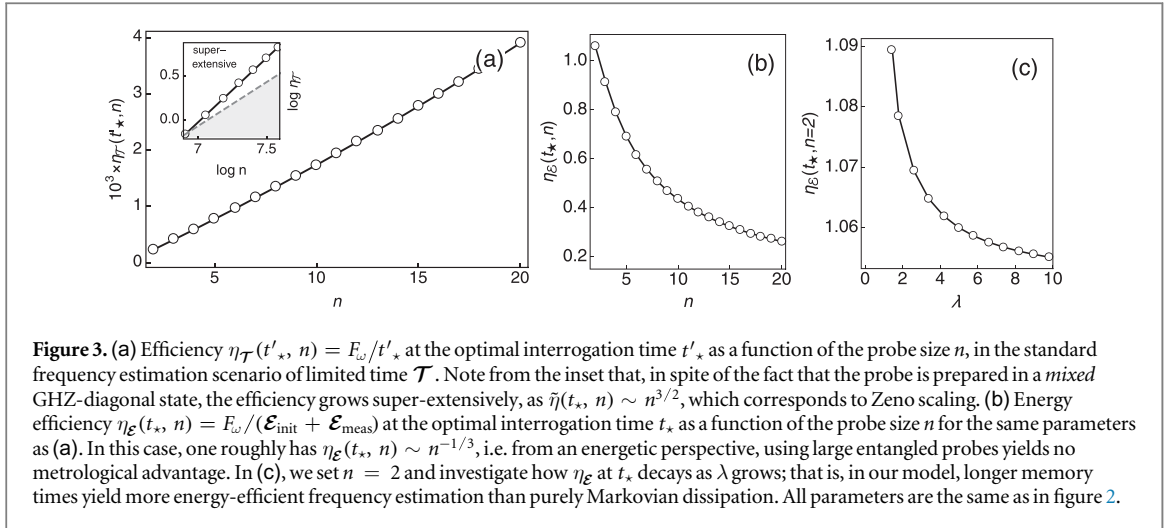 (a)
4
3
2
1
0
10³ × η𝒯(t′⋆, n)
super–
extensive
0.5
0.0
7
7.5
log n
log η𝒯
5
10
15
20
n
(b)
1.0
0.8
0.6
0.4
0.2
ηℰ(t⋆, n)
5
10
15
20
n
(c)
1.09
1.08
1.07
1.06
ηℰ(t⋆, n=2)
0
2
4
6
8
10
λ
Figure 3. (a) Efficiency η𝒯(t′⋆, n) = Fω/t′⋆ at the optimal interrogation time t′⋆ as a function of the probe size n, in the standard
frequency estimation scenario of limited time 𝒯. Note from the inset that, in spite of the fact that the probe is prepared in a mixed
GHZ-diagonal state, the efficiency grows super-extensively, as η̃(t⋆, n) ∼ n^{3/2}, which corresponds to Zeno scaling. (b) Energy
efficiency ηℰ(t⋆, n) = Fω/(ℰinit + ℰmeas) at the optimal interrogation time t⋆ as a function of the probe size n for the same parameters
as (a). In this case, one roughly has ηℰ(t⋆, n) ∼ n^{−1/3}, i.e. from an energetic perspective, using large entangled probes yields no
metrological advantage. In (c), we set n = 2 and investigate how ηℰ at t⋆ decays as λ grows; that is, in our model, longer memory
times yield more energy-efficient frequency estimation than purely Markovian dissipation. All parameters are the same as in figure 2.